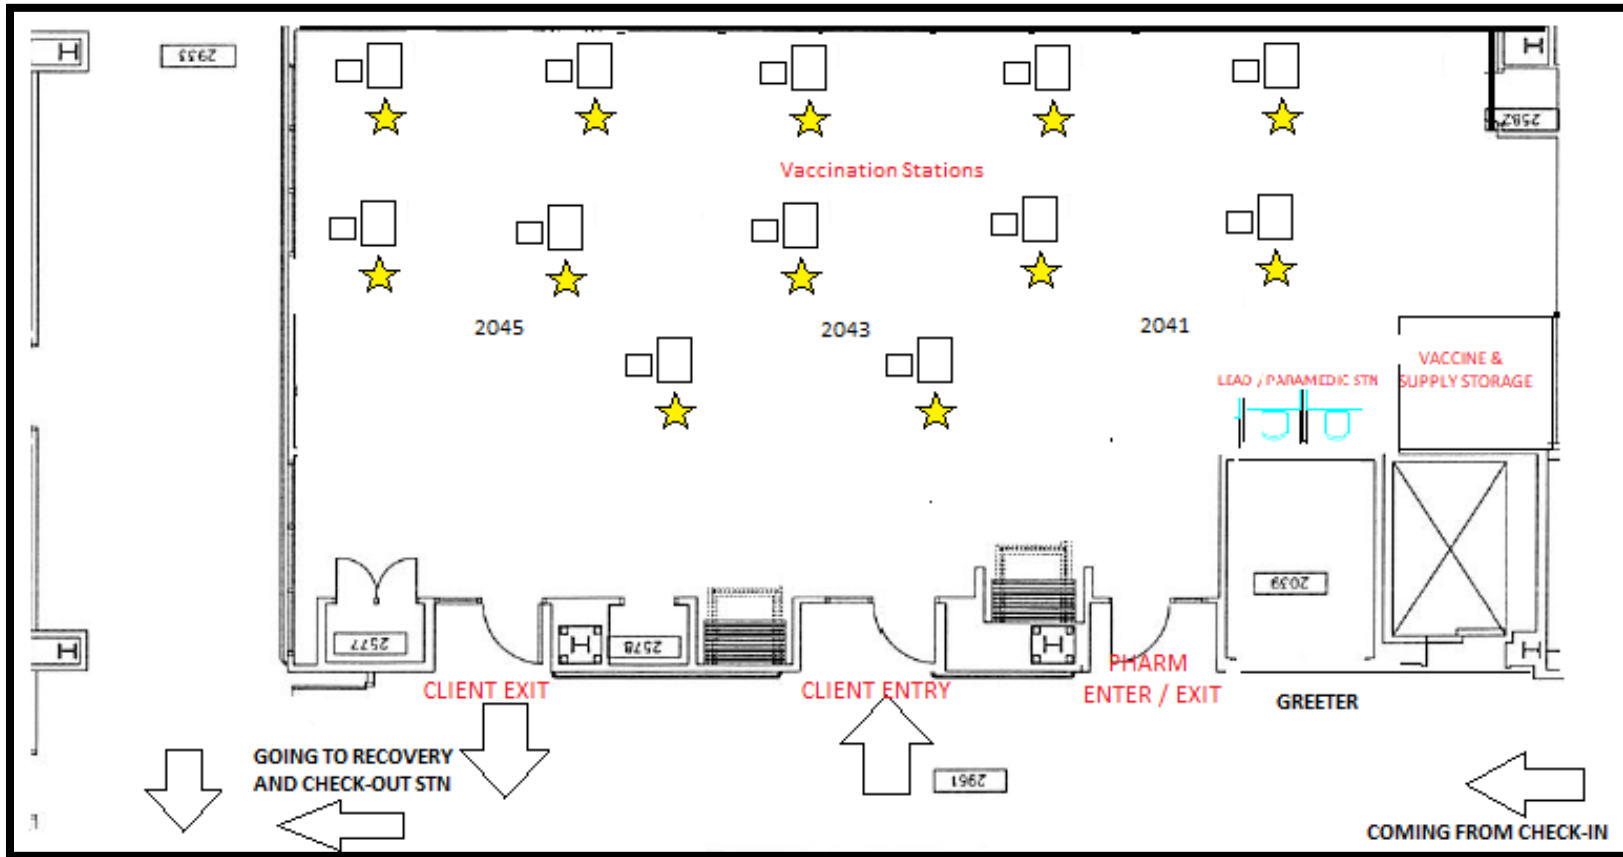 H
2933
H
2582
Vaccination Stations
2045
2043
2041
VACCINE &
SUPPLY STORAGE
LEAD / PARAMEDIC STN
2039
2577
H
2578
H
H
H
CLIENT EXIT
CLIENT ENTRY
PHARM
ENTER / EXIT
GREETER
GOING TO RECOVERY
AND CHECK-OUT STN
2961
COMING FROM CHECK-IN